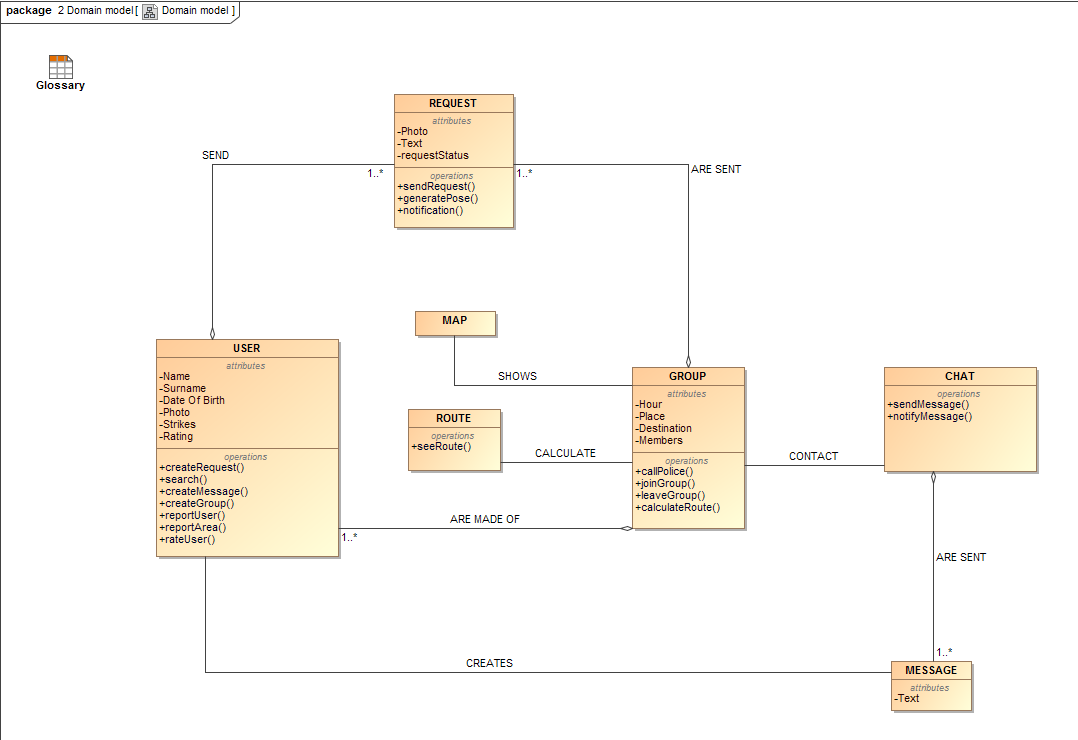 package 2 Domain model[ Domain model ]
Glossary
REQUEST
attributes
-Photo
-Text
-requestStatus
operations
+sendRequest()
+generatePose()
+notification()
SEND
1..*
1..*
ARE SENT
MAP
SHOWS
USER
attributes
-Name
-Surname
-Date Of Birth
-Photo
-Strikes
-Rating
operations
+createRequest()
+search()
+createMessage()
+createGroup()
+reportUser()
+reportArea()
+rateUser()
ROUTE
operations
+seeRoute()
CALCULATE
GROUP
attributes
-Hour
-Place
-Destination
-Members
operations
+callPolice()
+joinGroup()
+leaveGroup()
+calculateRoute()
CONTACT
CHAT
operations
+sendMessage()
+notifyMessage()
ARE MADE OF
1..*
ARE SENT
1..*
CREATES
MESSAGE
attributes
-Text